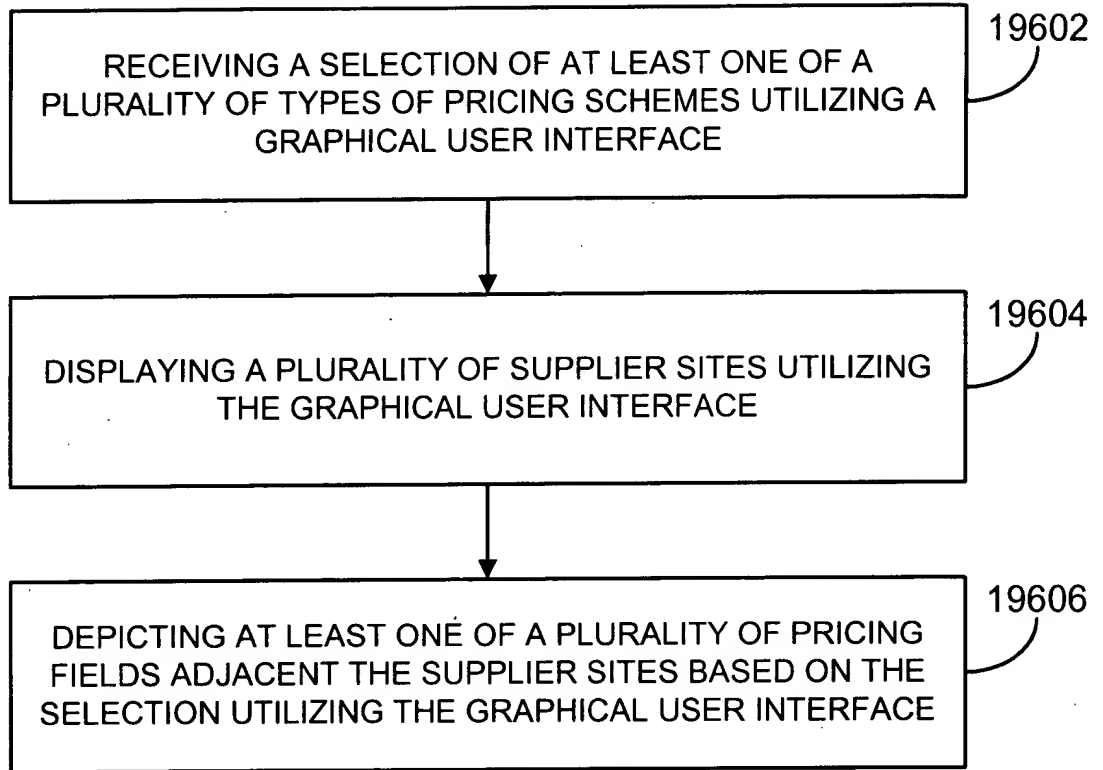 19602
RECEIVING A SELECTION OF AT LEAST ONE OF A
PLURALITY OF TYPES OF PRICING SCHEMES UTILIZING A
GRAPHICAL USER INTERFACE
19604
DISPLAYING A PLURALITY OF SUPPLIER SITES UTILIZING
THE GRAPHICAL USER INTERFACE
19606
DEPICTING AT LEAST ONE OF A PLURALITY OF PRICING
FIELDS ADJACENT THE SUPPLIER SITES BASED ON THE
SELECTION UTILIZING THE GRAPHICAL USER INTERFACE